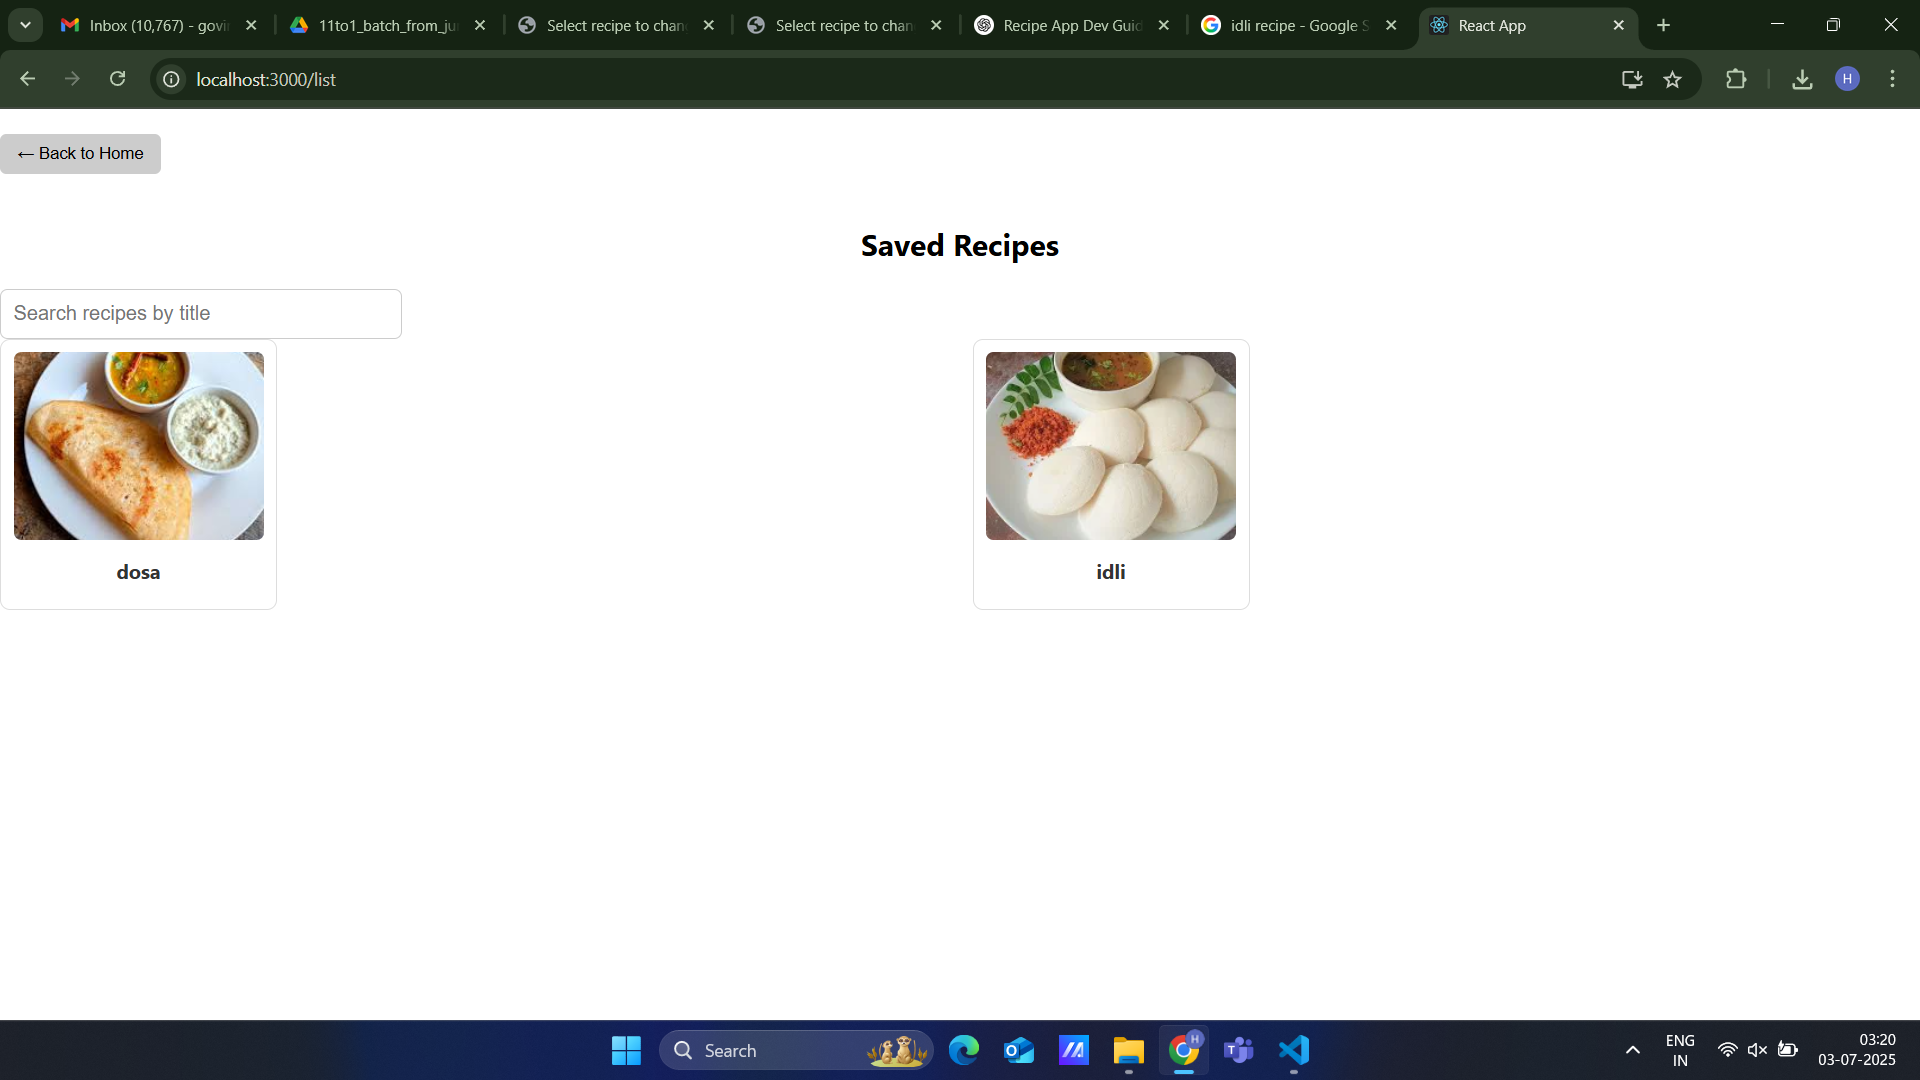 Inbox (10,767) - govin
11to1_batch_from_ju
Select recipe to chan
Select recipe to chan
Recipe App Dev Guid
idli recipe - Google S
React App
localhost:3000/list
H
← Back to Home
Saved Recipes
Search recipes by title
dosa
idli
Search
H
ENG
IN
03:20
03-07-2025